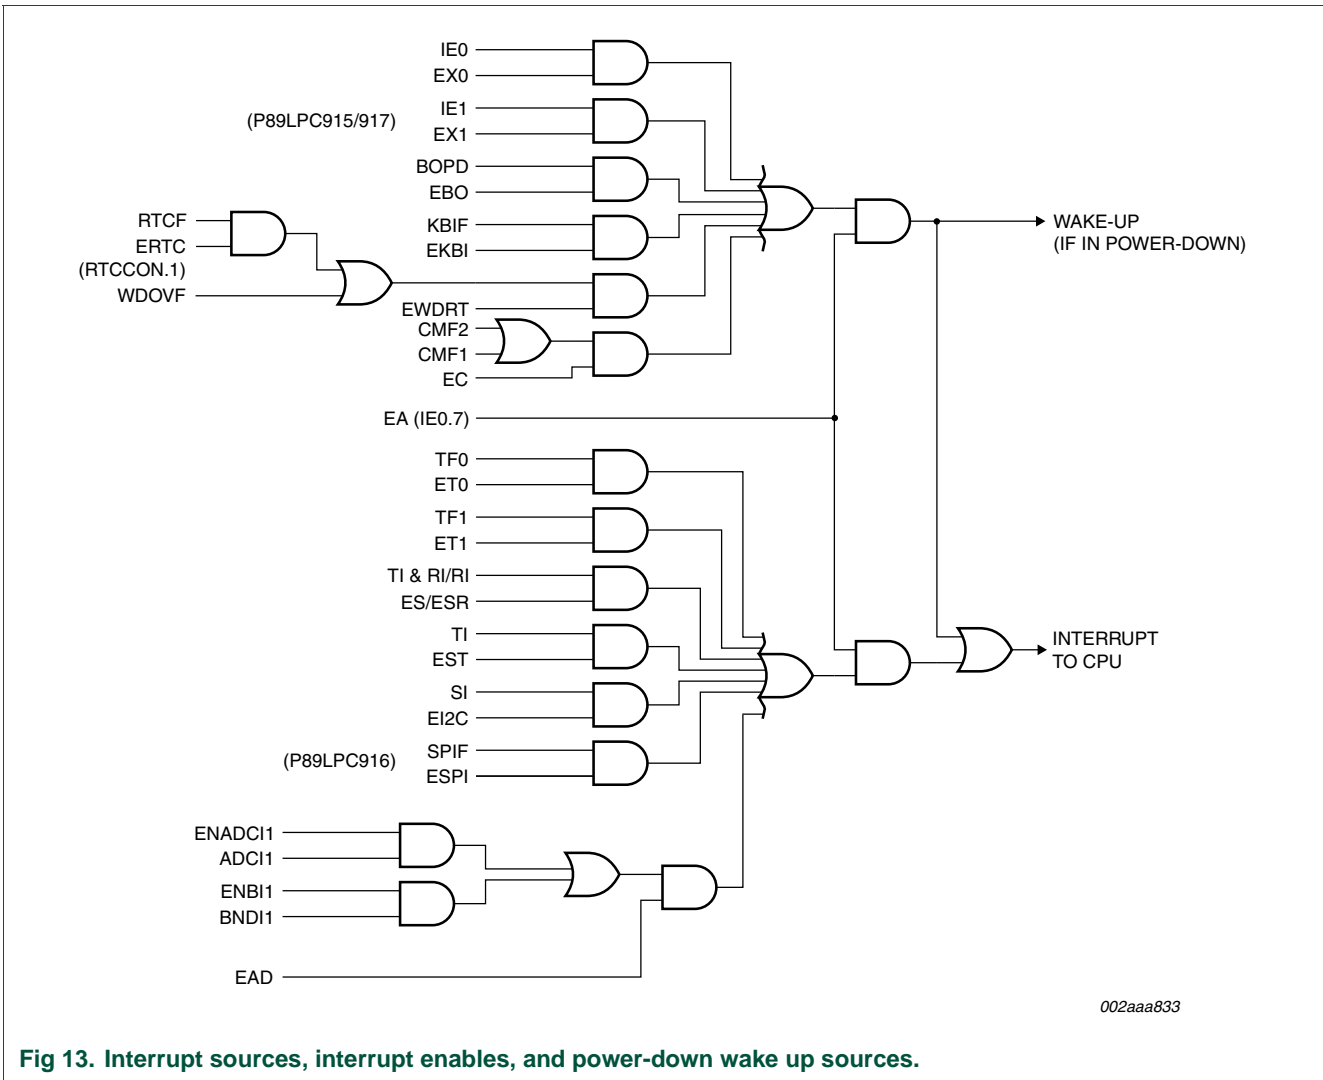 IE0
EX0
IE1
(P89LPC915/917)
EX1
BOPD
EBO
RTCF
KBIF
ERTC
EKBI
(RTCCON.1)
WDOVF
EWDRT
CMF2
CMF1
EC
WAKE-UP
(IF IN POWER-DOWN)
EA (IE0.7)
TF0
ET0
TF1
ET1
TI & RI/RI
ES/ESR
TI
EST
SI
EI2C
SPIF
(P89LPC916)
ESPI
INTERRUPT
TO CPU
ENADCI1
ADCI1
ENBI1
BNDI1
EAD
002aaa833
Fig 13. Interrupt sources, interrupt enables, and power-down wake up sources.